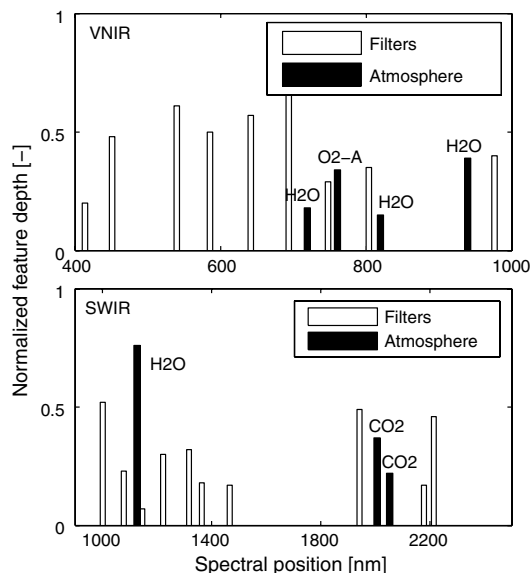 VNIR
Filters
Atmosphere
H2O
O2−A
H2O
H2O
1
0.5
0
400
600
800
1000
Normalized feature depth [−]
SWIR
Filters
Atmosphere
H2O
CO2
CO2
1
0.5
0
1000
1400
1800
2200
Spectral position [nm]